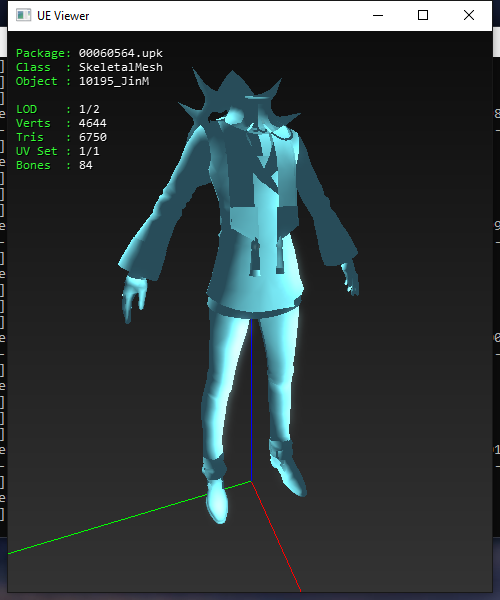 UE Viewer
Package: 00060564.upk
Class : SkeletalMesh
Object : 10195_JinM
LOD : 1/2
Verts : 4644
Tris : 6750
UV Set : 1/1
Bones : 84